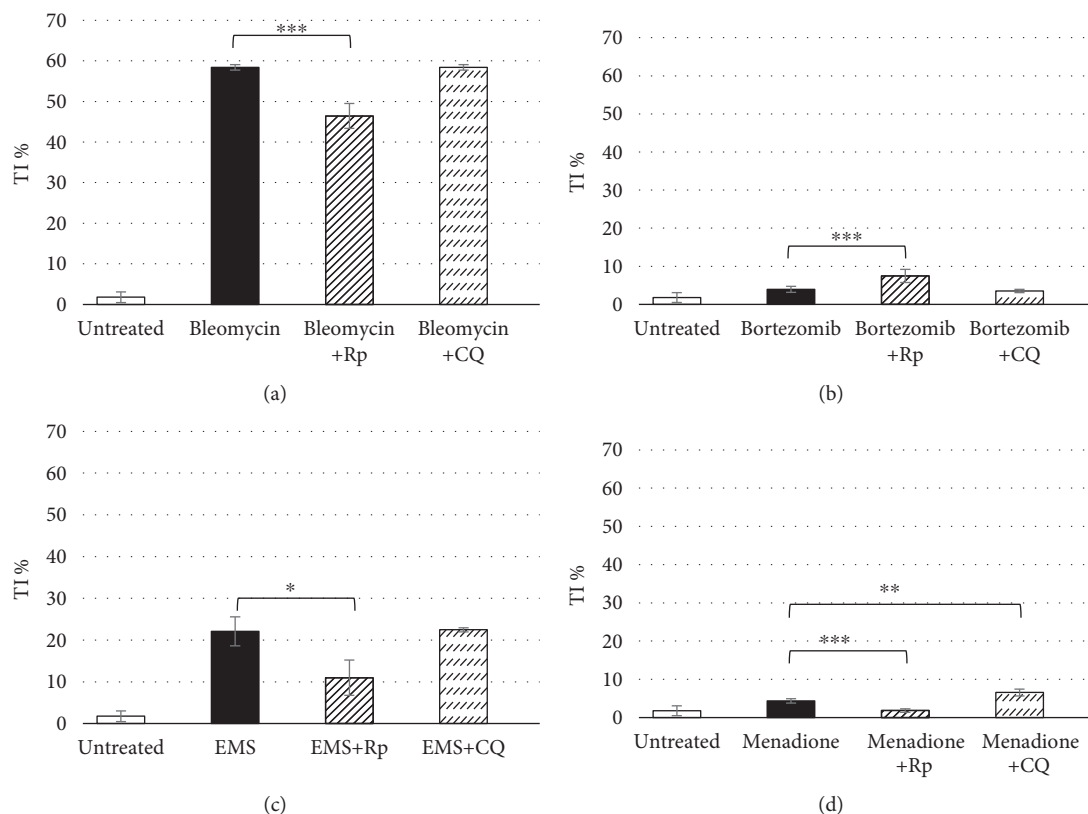 70
60
50
40
30
20
10
0
TI %
***
Untreated
Bleomycin
Bleomycin
+Rp
Bleomycin
+CQ
(a)
70
60
50
40
30
20
10
0
TI %
***
Untreated
Bortezomib
Bortezomib
+Rp
Bortezomib
+CQ
(b)
70
60
50
40
30
20
10
0
TI %
*
Untreated
EMS
EMS+Rp
EMS+CQ
(c)
70
60
50
40
30
20
10
0
TI %
**
***
Untreated
Menadione
Menadione
+Rp
Menadione
+CQ
(d)